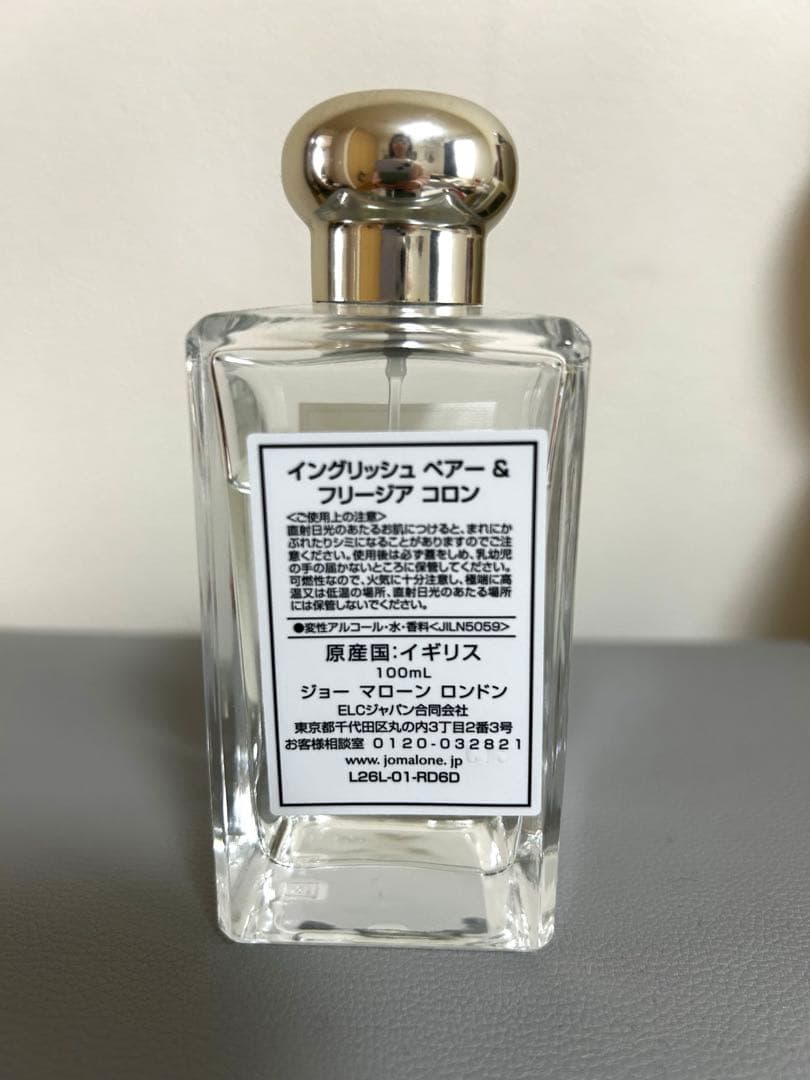 イングリッシュ ペアー &
フリージア コロン
<ご使用上の注意>
直射日光のあたるお肌につけると、まれにか
ぶれたりシミになることがありますのでご注
意ください。使用後は必ず蓋をしめ、乳幼児
の手の届かないところに保管してください。
可燃性なので、火気に十分注意し、極端に高
温又は低温の場所、直射日光のあたる場所
には保管しないでください。
●変性アルコール・水・香料<JILN5059>
原産国:イギリス
100mL
ジョー マローン ロンドン
ELCジャパン合同会社
東京都千代田区丸の内3丁目2番3号
お客様相談室 0120-032821
www. jomalone. jp
L26L-01-RD6D